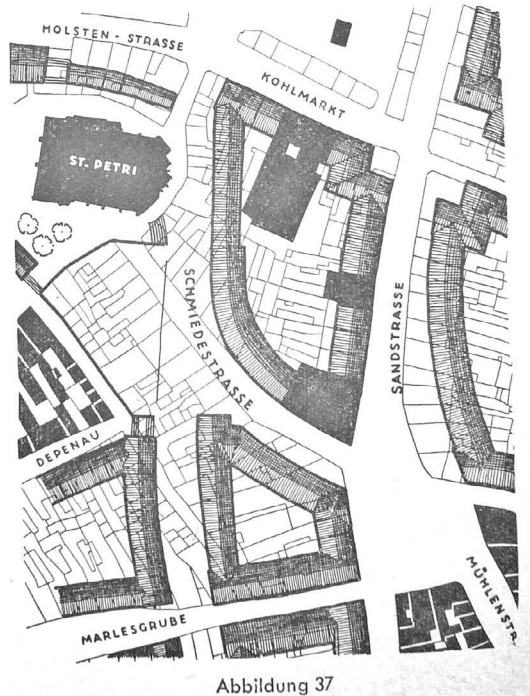 HOLSTEN - STRASSE
KOHLMARKT
ST. PETRI
SCHMIEDESTRASSE
SANDSTRASSE
DEPENAU
MÜHLENSTR.
MARLESGRUBE
Abbildung 37